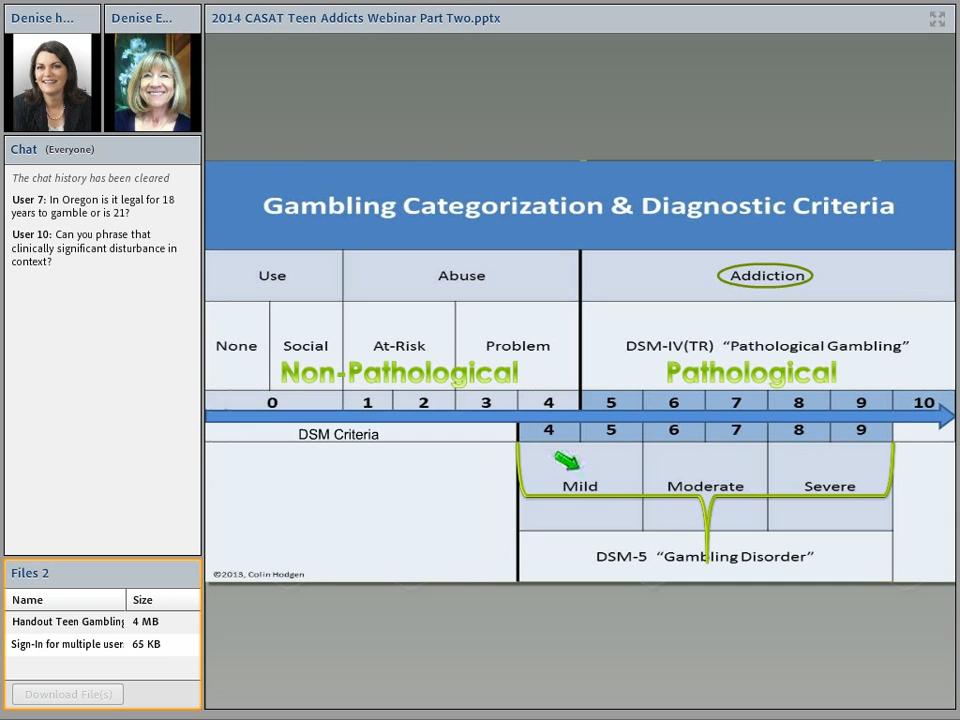 Denise h...
Denise E...
2014 CASAT Teen Addicts Webinar Part Two.pptx
Chat (Everyone)
The chat history has been cleared
User 7: In Oregon is it legal for 18
years to gamble or is 21?
User 10: Can you phrase that
clinically significant disturbance in
context?
Files 2
Name Size
Handout Teen Gambling 4 MB
Sign-In for multiple user 65 KB
Download File(s)
Gambling Categorization & Diagnostic Criteria
Use Abuse Addiction
None Social At-Risk Problem DSM-IV(TR) “Pathological Gambling”
Non-Pathological Pathological
0 1 2 3 4 5 6 7 8 9 10
DSM Criteria 4 5 6 7 8 9
Mild Moderate Severe
DSM-5 “Gambling Disorder”
©2013, Colin Hodgen